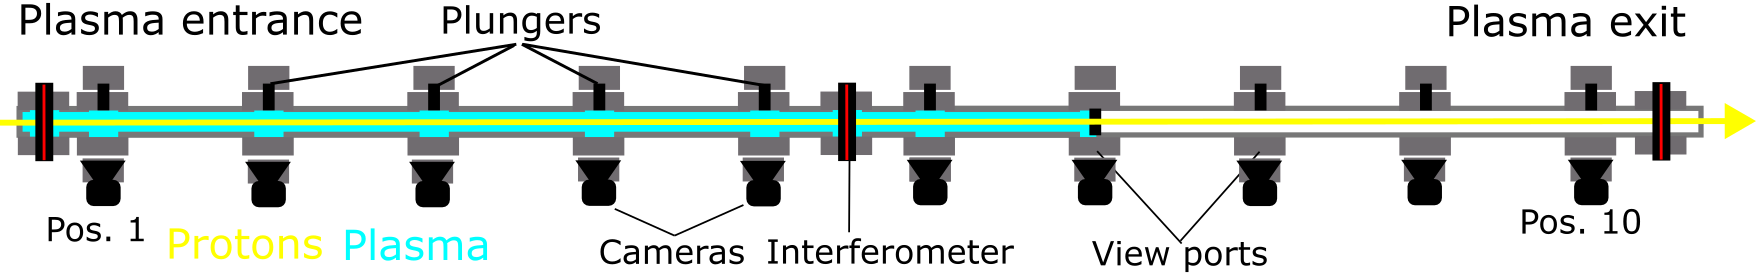 Plasma entrance
Plungers
Plasma exit
Pos. 1
Protons
Plasma
Cameras
Interferometer
View ports
Pos. 10